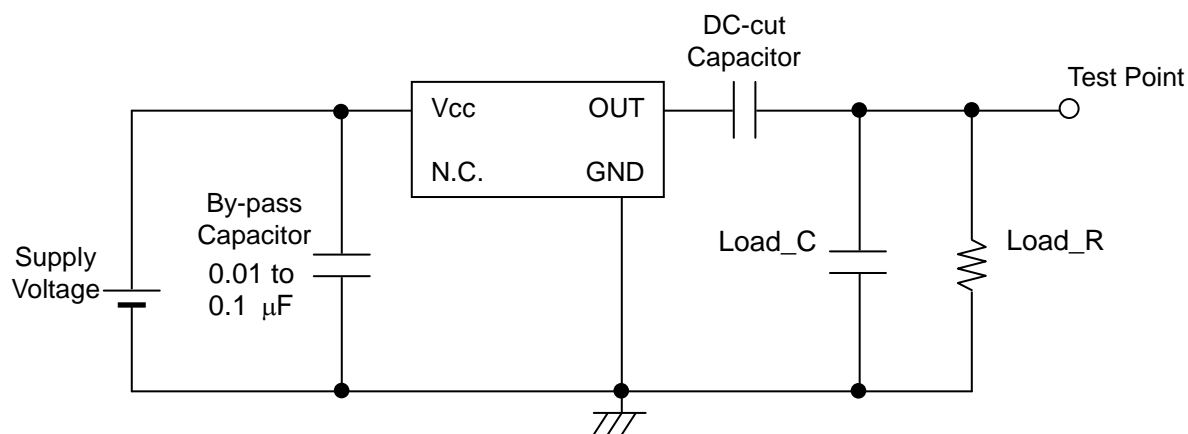 DC-cut
Capacitor
Test Point
Vcc
OUT
N.C.
GND
By-pass
Capacitor
0.01 to
0.1 μF
Supply
Voltage
Load_C
Load_R